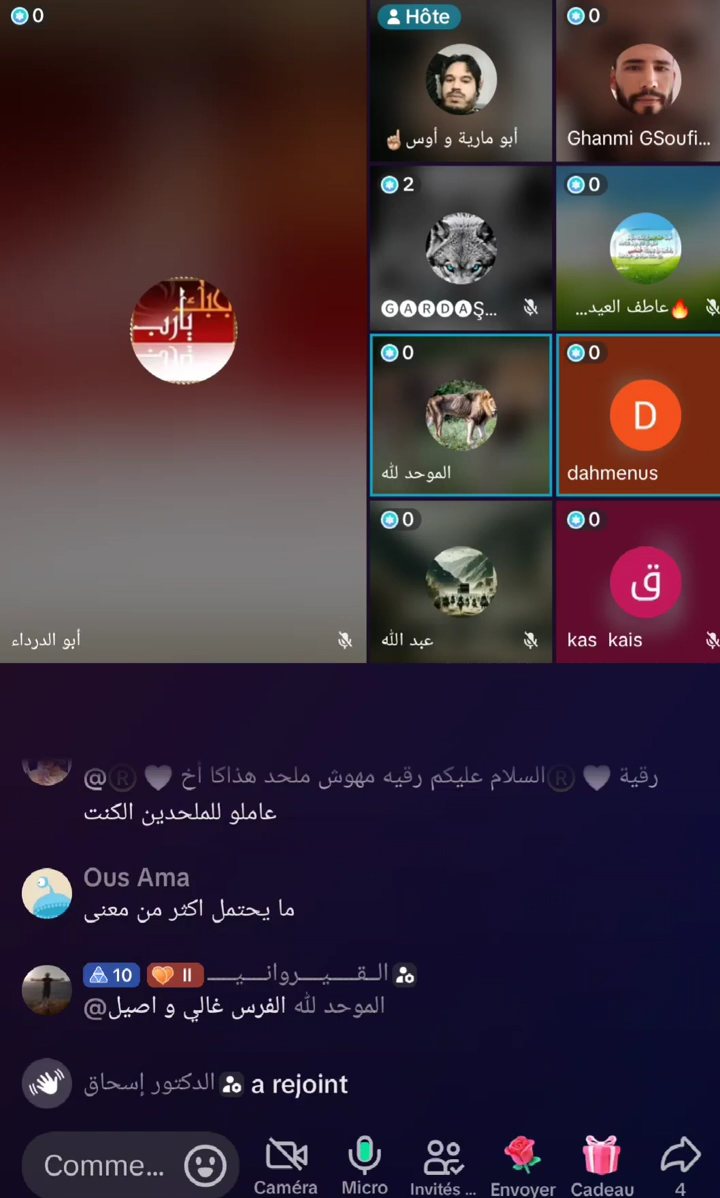 0
Hôte
0
أبو مارية و أوس☝🏼
Ghanmi GSoufi...
2
0
🅖🅐🅡🅓🅐Ş...
🔥عاطف العيد...
0
0
D
الموحد لله
dahmenus
0
0
ق
يارب
أبو الدرداء
عبد الله
kas kais
@®️ 🤍 رقية 🤍 ®️السلام عليكم رقيه مهوش ملحد هذاكا أخ
عاملو للملحدين الكنت
Ous Ama
ما يحتمل اكثر من معنى
10 II الـقـــيـــروانـــيـــــ
@الموحد لله الفرس غالي و اصيل
الدكتور إسحاق a rejoint
Comme...
Caméra
Micro
Invités ...
Envoyer
Cadeau
4